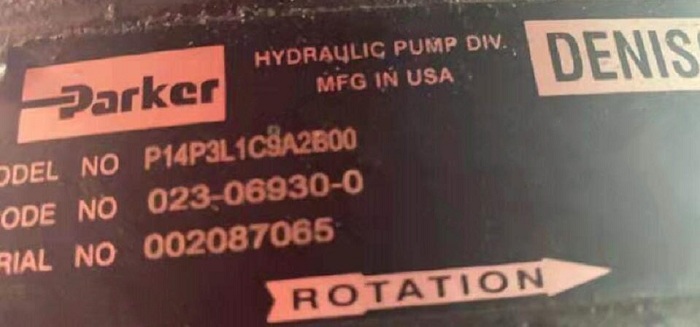 Parker
HYDRAULIC PUMP DIV.
MFG IN USA
DENIS
ODEL NO P14P3L1C9A2B00
ODE NO 023-06930-0
RIAL NO 002087065
ROTATION